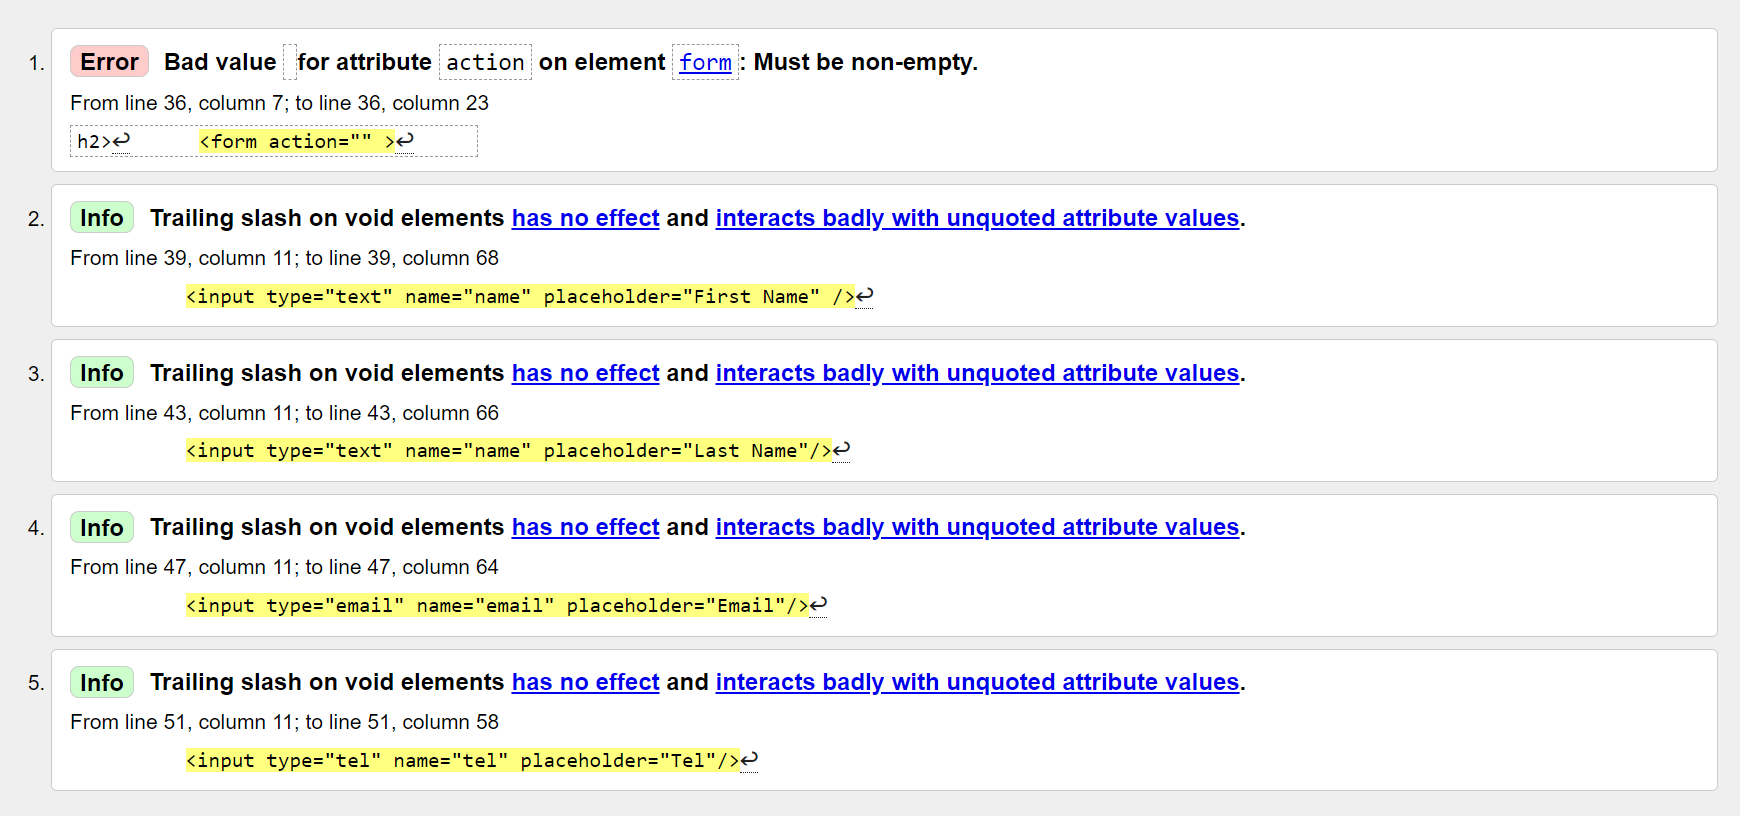 1. Error Bad value for attribute action on element form: Must be non-empty.
From line 36, column 7; to line 36, column 23
h2>↩ <form action="" >↩
2. Info Trailing slash on void elements has no effect and interacts badly with unquoted attribute values.
From line 39, column 11; to line 39, column 68
<input type="text" name="name" placeholder="First Name" />↩
3. Info Trailing slash on void elements has no effect and interacts badly with unquoted attribute values.
From line 43, column 11; to line 43, column 66
<input type="text" name="name" placeholder="Last Name"/>↩
4. Info Trailing slash on void elements has no effect and interacts badly with unquoted attribute values.
From line 47, column 11; to line 47, column 64
<input type="email" name="email" placeholder="Email"/>↩
5. Info Trailing slash on void elements has no effect and interacts badly with unquoted attribute values.
From line 51, column 11; to line 51, column 58
<input type="tel" name="tel" placeholder="Tel"/>↩